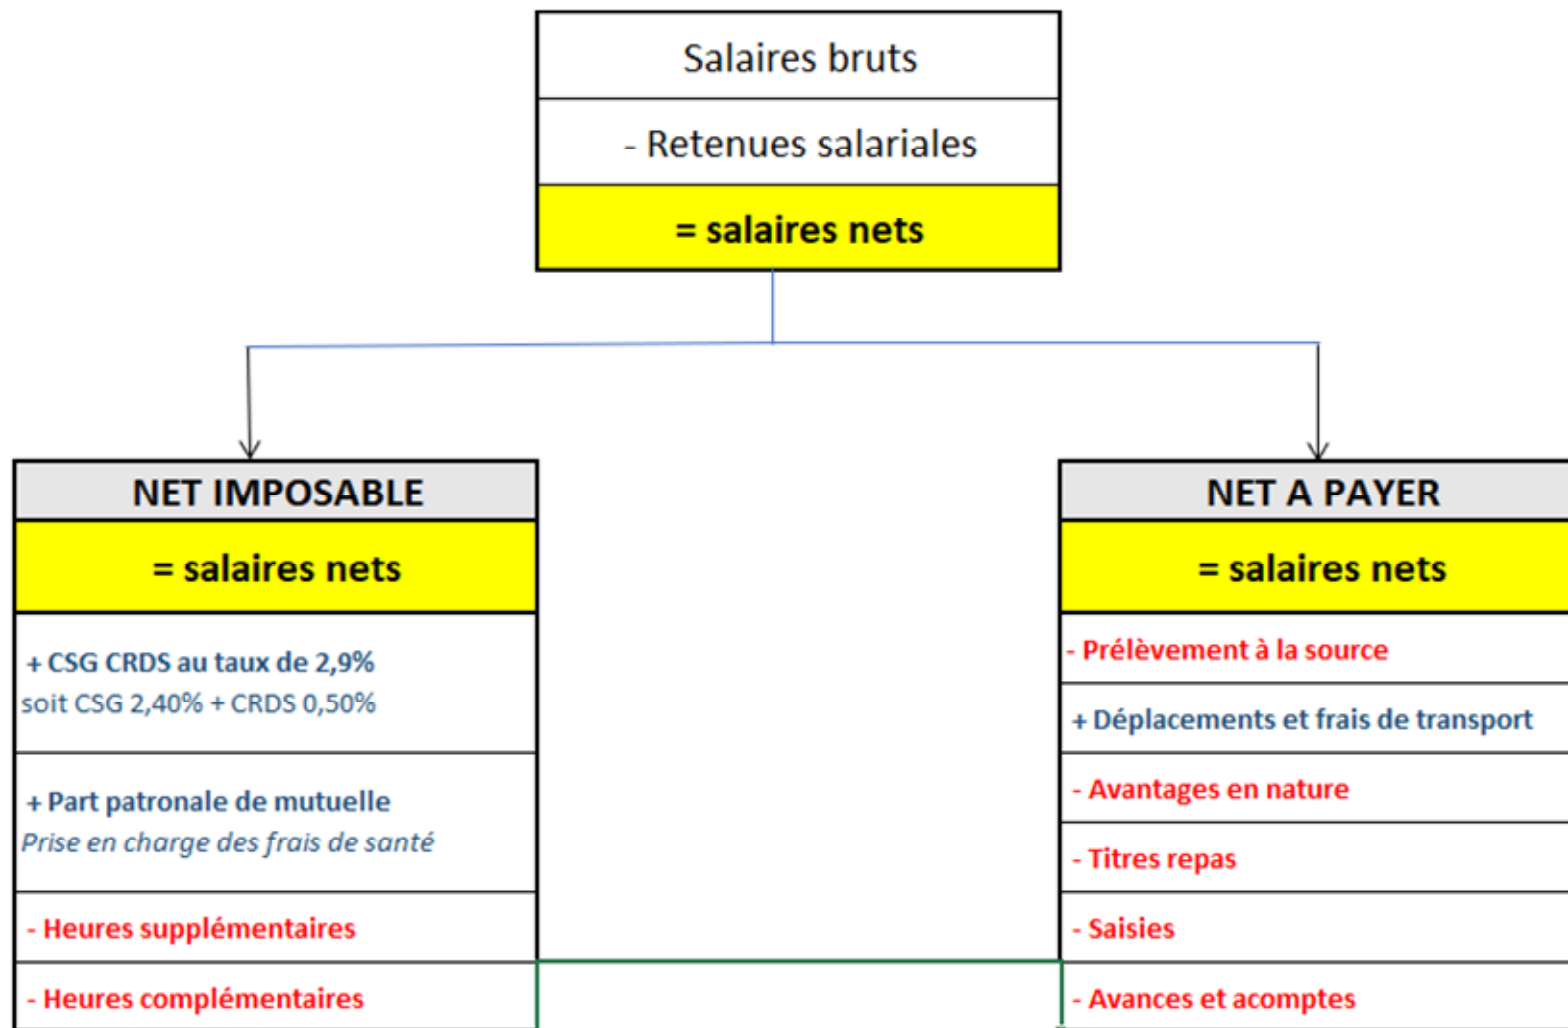 Salaires bruts
- Retenues salariales
= salaires nets
NET IMPOSABLE
= salaires nets
+ CSG CRDS au taux de 2,9%
soit CSG 2,40% + CRDS 0,50%
+ Part patronale de mutuelle
Prise en charge des frais de santé
- Heures supplémentaires
- Heures complémentaires
NET A PAYER
= salaires nets
- Prélèvement à la source
+ Déplacements et frais de transport
- Avantages en nature
- Titres repas
- Saisies
- Avances et acomptes